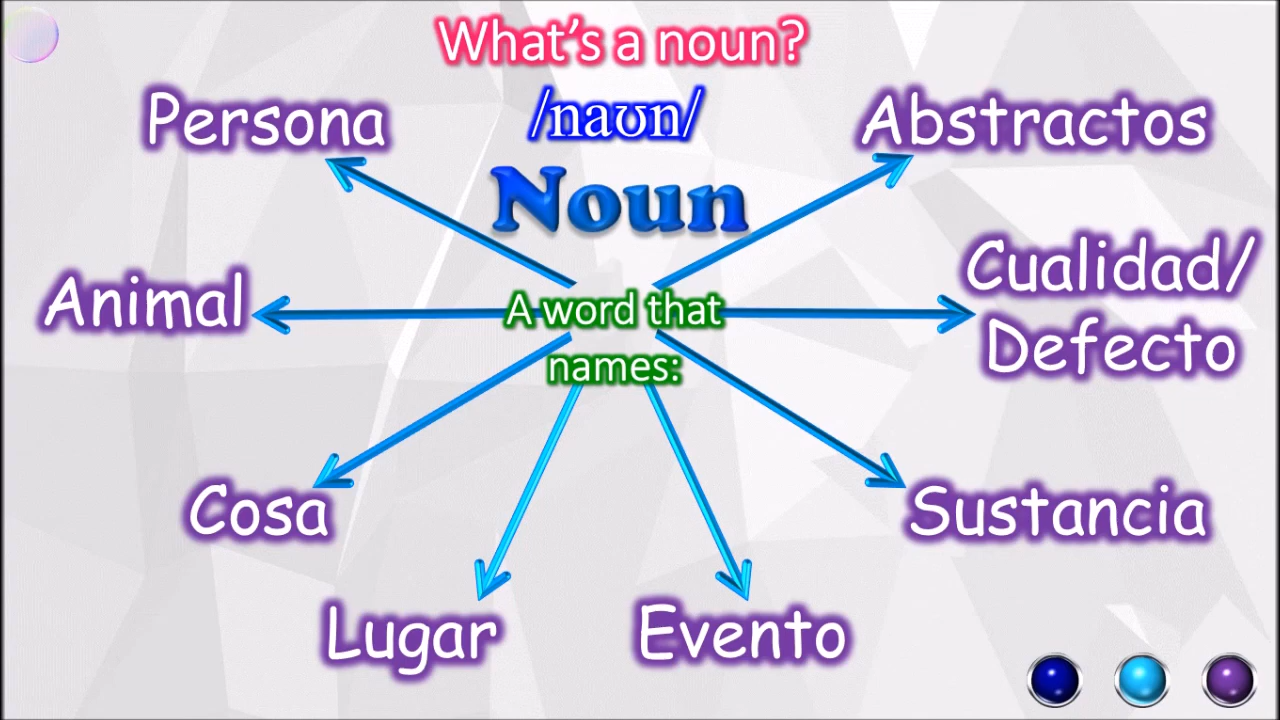 What's a noun?
/naʊn/
Noun
A word that
names:
Persona
Animal
Cosa
Lugar
Evento
Sustancia
Cualidad/
Defecto
Abstractos